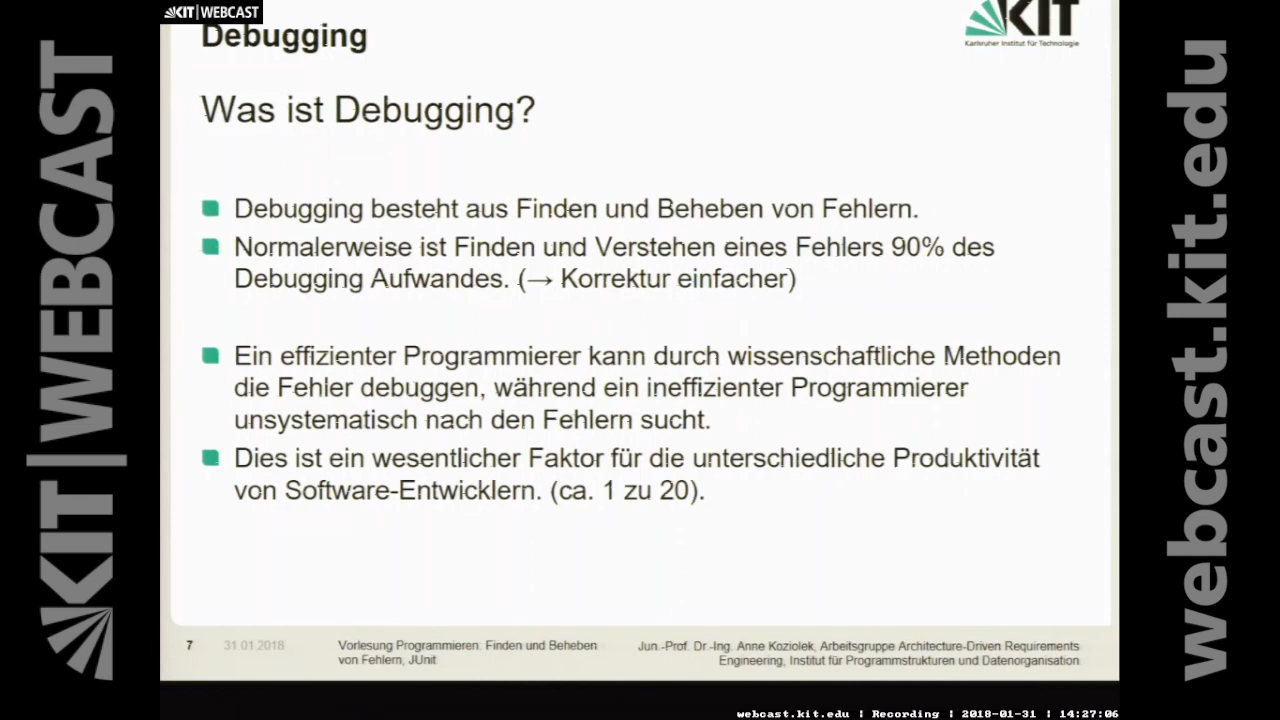 KIT|WEBCAST
KIT|WEBCAST
Debugging
KIT
Karlsruher Institut für Technologie
Was ist Debugging?
Debugging besteht aus Finden und Beheben von Fehlern.
Normalerweise ist Finden und Verstehen eines Fehlers 90% des
Debugging Aufwandes. (→ Korrektur einfacher)
Ein effizienter Programmierer kann durch wissenschaftliche Methoden
die Fehler debuggen, während ein ineffizienter Programmierer
unsystematisch nach den Fehlern sucht.
Dies ist ein wesentlicher Faktor für die unterschiedliche Produktivität
von Software-Entwicklern. (ca. 1 zu 20).
7
31.01.2018
Vorlesung Programmieren: Finden und Beheben
von Fehlern, JUnit
Jun.-Prof. Dr.-Ing. Anne Koziolek, Arbeitsgruppe Architecture-Driven Requirements
Engineering, Institut für Programmstrukturen und Datenorganisation
webcast.kit.edu
webcast.kit.edu | Recording | 2018-01-31 | 14:27:06